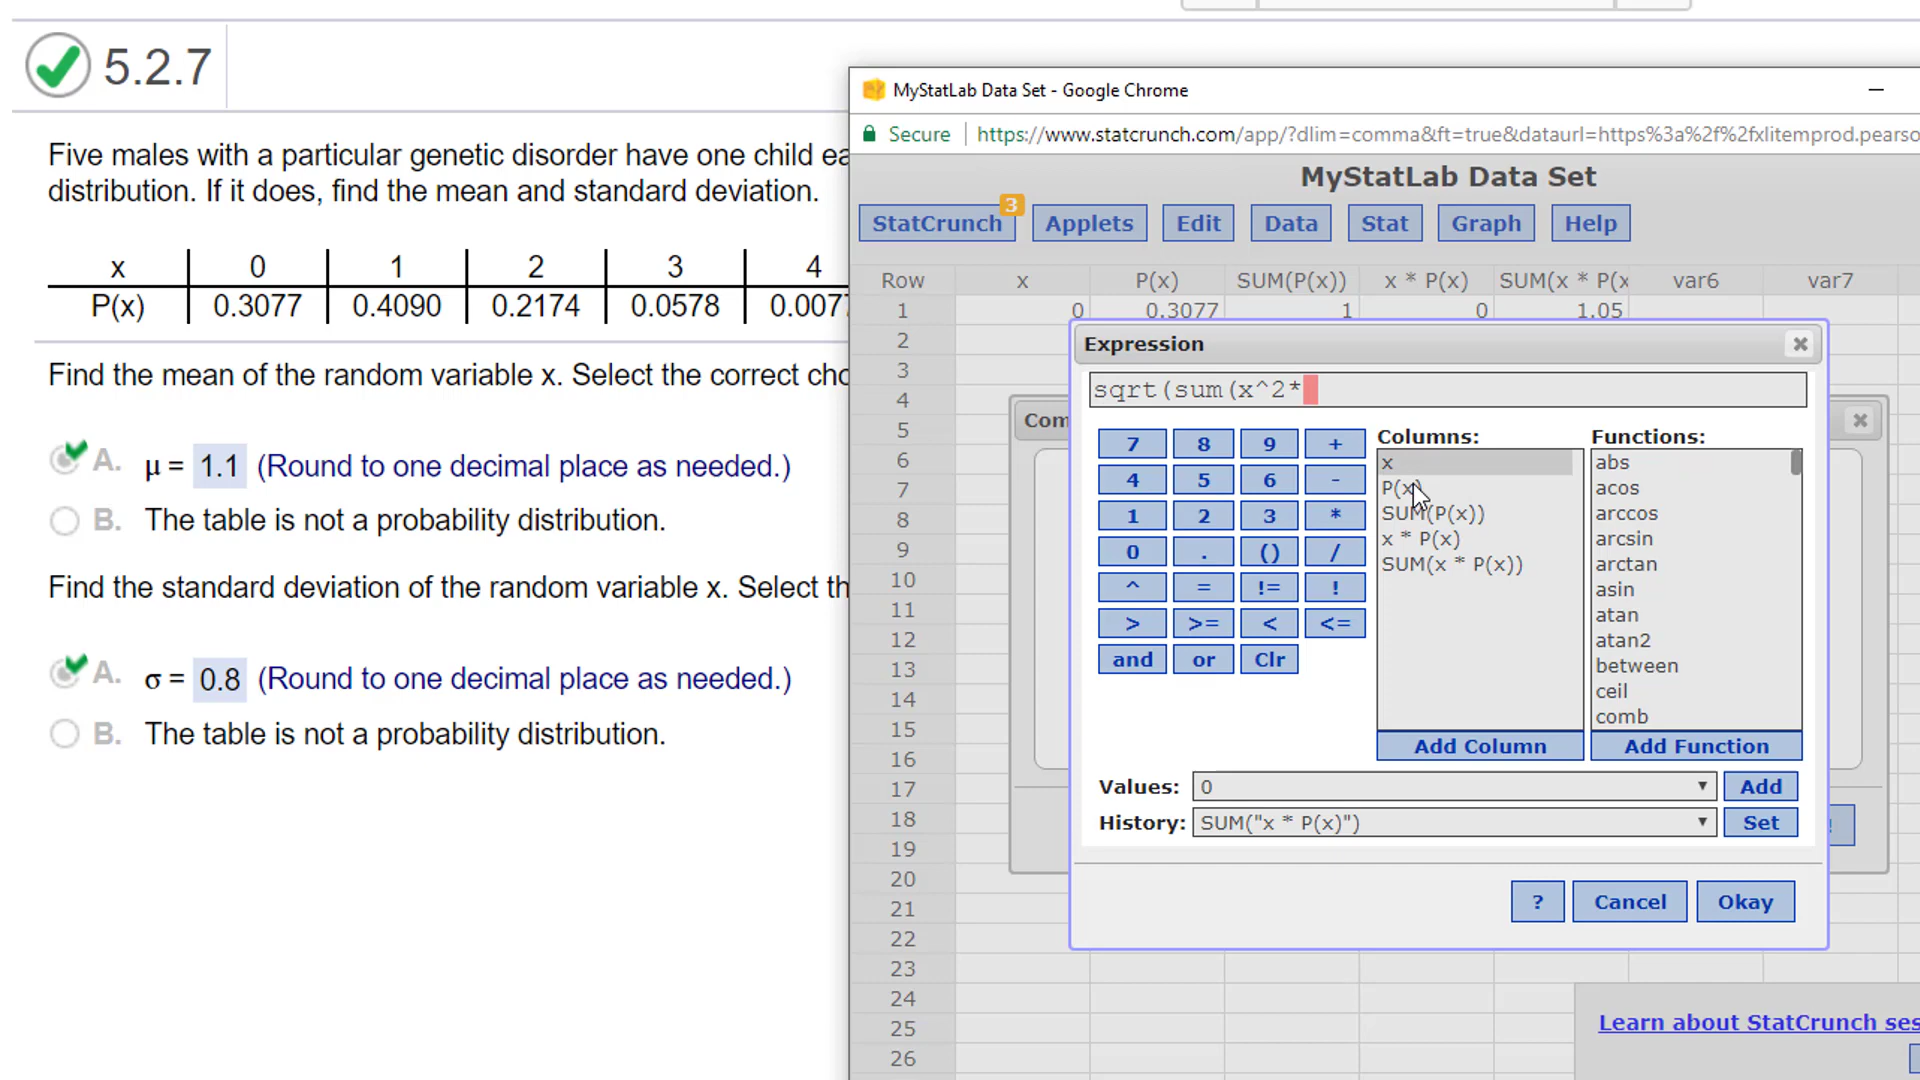 5.2.7
Five males with a particular genetic disorder have one child
distribution. If it does, find the mean and standard deviation.
x 0 1 2 3 4
P(x) 0.3077 0.4090 0.2174 0.0578 0.0077
Find the mean of the random variable x. Select the correct
A. μ = 1.1 (Round to one decimal place as needed.)
B. The table is not a probability distribution.
Find the standard deviation of the random variable x. Select
A. σ = 0.8 (Round to one decimal place as needed.)
B. The table is not a probability distribution.
MyStatLab Data Set - Google Chrome
Secure https://www.statcrunch.com/app/?dlim=comma&ft=true&dataurl=https%3a%2f%2fxlitemprod.pearso
MyStatLab Data Set
StatCrunch 3 Applets Edit Data Stat Graph Help
Row x P(x) SUM(P(x)) x * P(x) SUM(x * P(x var6 var7
1 0 0.3077 1 0 1.05
2
3
4
5
6
7
8
9
10
11
12
13
14
15
16
17
18
19
20
21
22
23
24
25
26
Com
Expression
sqrt(sum(x^2*
7 8 9 +
4 5 6 -
1 2 3 *
0 . () /
^ = != !
> >= < <=
and or Clr
Columns:
x
P(x)
SUM(P(x))
x * P(x)
SUM(x * P(x))
Add Column
Functions:
abs
acos
arccos
arcsin
arctan
asin
atan
atan2
between
ceil
comb
Add Function
Values: 0 Add
History: SUM("x * P(x)") Set
? Cancel Okay
Learn about StatCrunch ses